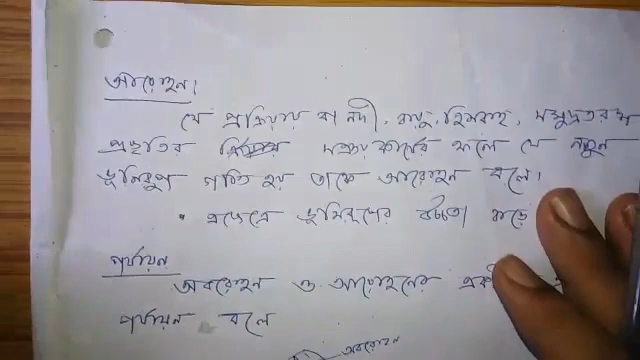 আরোহন।
যে প্রক্রিয়ায় বা নদী, বায়ু, হিমবাহ, সমুদ্রতরঙ্গ
প্রভৃতির সঞ্চয় কার্যের ফলে যে নতুন
ভূমিরূপ গঠিত হয় তাকে আরোহন বলে।
• এক্ষেত্রে ভূমিরূপের উচ্চতা বাড়ে
পর্যায়ন
অবরোহন ও আরোহনের
পর্যায়ন বলে
অবরোহন